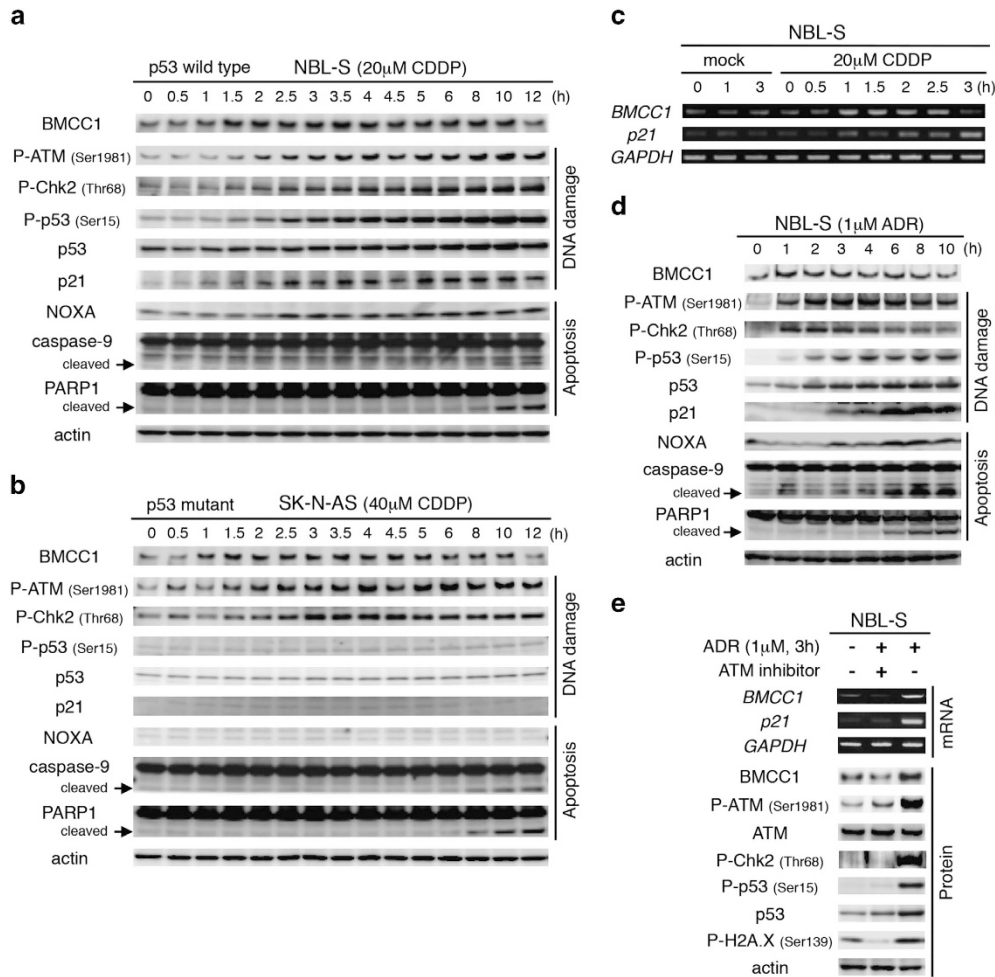 a
p53 wild type NBL-S (20μM CDDP)
0 0.5 1 1.5 2 2.5 3 3.5 4 4.5 5 6 8 10 12 (h)
BMCC1
P-ATM (Ser1981)
P-Chk2 (Thr68)
P-p53 (Ser15)
p53
p21
DNA damage
NOXA
caspase-9
cleaved
PARP1
cleaved
Apoptosis
actin
b
p53 mutant SK-N-AS (40μM CDDP)
0 0.5 1 1.5 2 2.5 3 3.5 4 4.5 5 6 8 10 12 (h)
BMCC1
P-ATM (Ser1981)
P-Chk2 (Thr68)
P-p53 (Ser15)
p53
p21
DNA damage
NOXA
caspase-9
cleaved
PARP1
cleaved
Apoptosis
actin
c
NBL-S
mock 20μM CDDP
0 1 3 0 0.5 1 1.5 2 2.5 3 (h)
BMCC1
p21
GAPDH
d
NBL-S (1μM ADR)
0 1 2 3 4 6 8 10 (h)
BMCC1
P-ATM (Ser1981)
P-Chk2 (Thr68)
P-p53 (Ser15)
p53
p21
DNA damage
NOXA
caspase-9
cleaved
PARP1
cleaved
Apoptosis
actin
e
NBL-S
ADR (1μM, 3h) - + +
ATM inhibitor - + -
BMCC1
p21
GAPDH
mRNA
BMCC1
P-ATM (Ser1981)
ATM
P-Chk2 (Thr68)
P-p53 (Ser15)
p53
P-H2A.X (Ser139)
actin
Protein